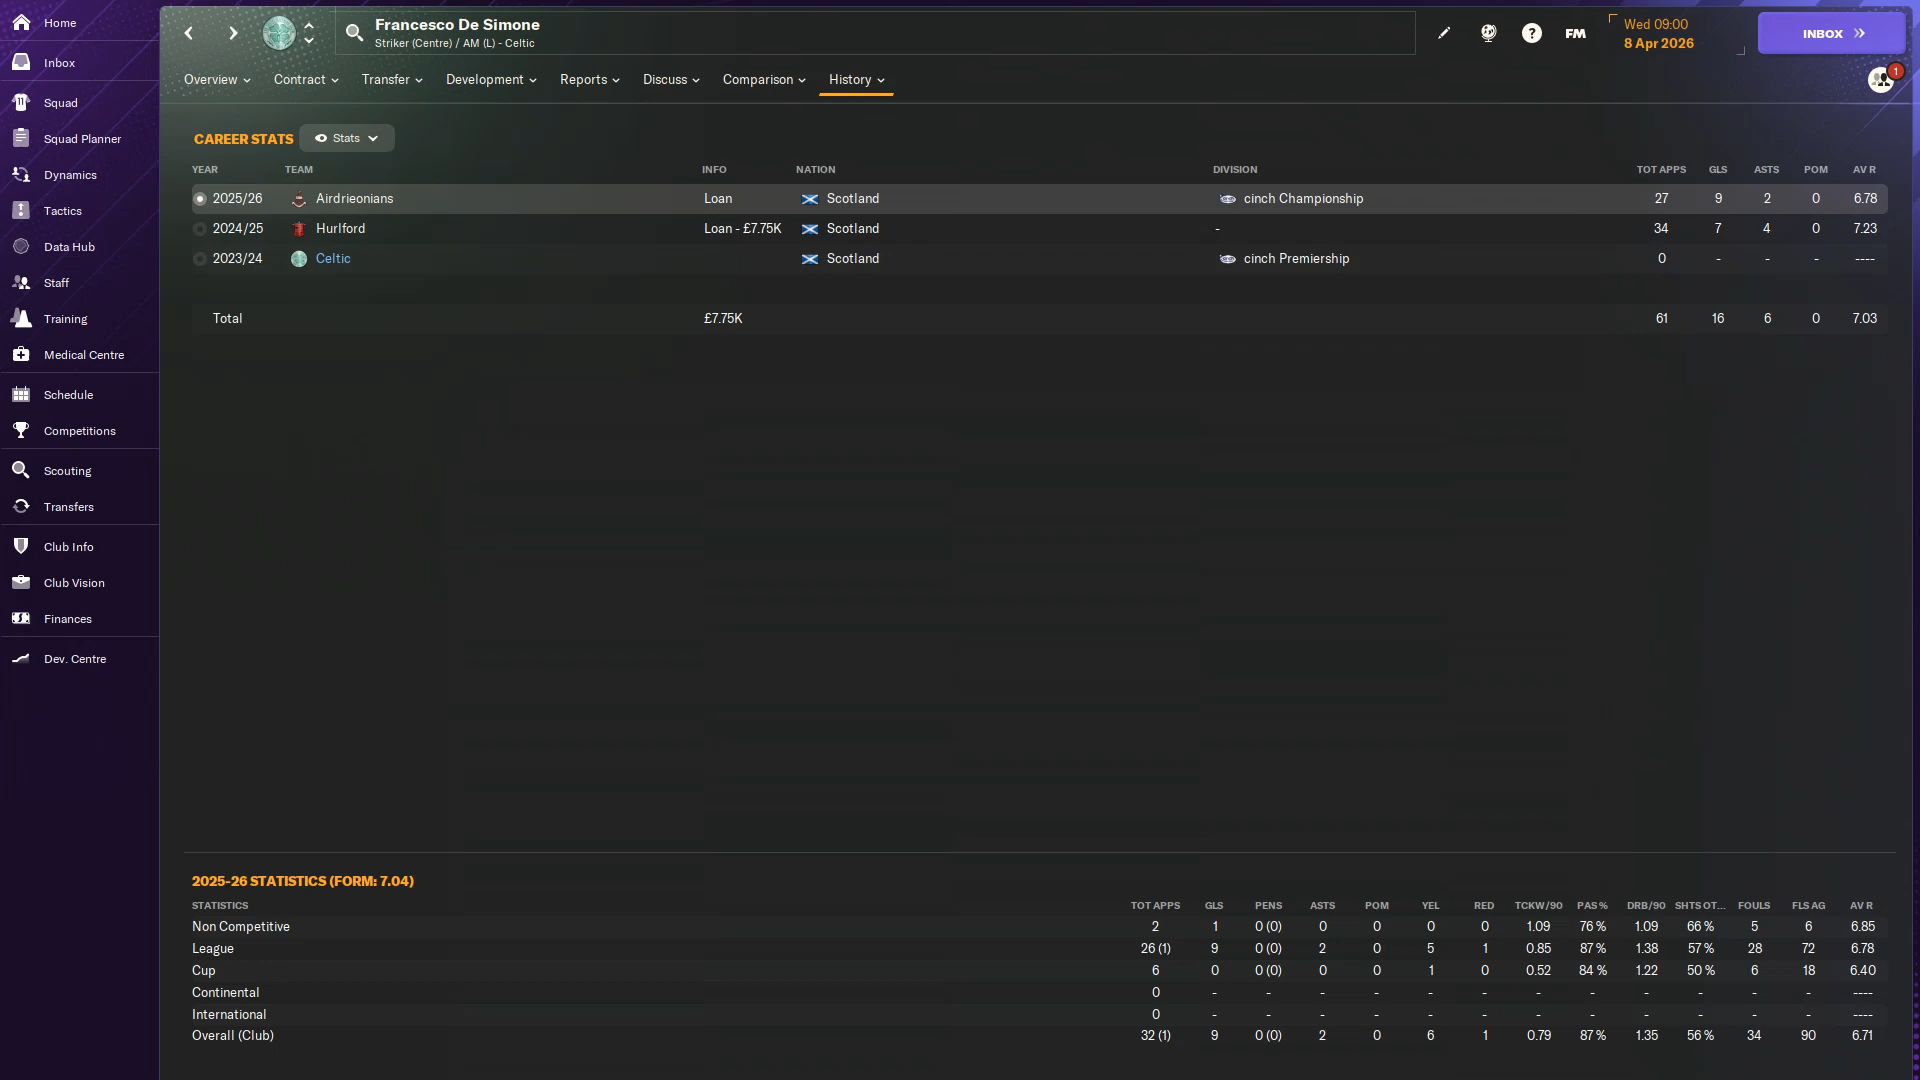 Home
Inbox
Squad
Squad Planner
Dynamics
Tactics
Data Hub
Staff
Training
Medical Centre
Schedule
Competitions
Scouting
Transfers
Club Info
Club Vision
Finances
Dev. Centre
Francesco De Simone
Striker (Centre) / AM (L) - Celtic
? FM
Wed 09:00
8 Apr 2026
INBOX
1
Overview Contract Transfer Development Reports Discuss Comparison History
CAREER STATS Stats
YEAR TEAM INFO NATION DIVISION TOT APPS GLS ASTS POM AV R
2025/26 Airdrieonians Loan Scotland cinch Championship 27 9 2 0 6.78
2024/25 Hurlford Loan - £7.75K Scotland - 34 7 4 0 7.23
2023/24 Celtic Scotland cinch Premiership 0 - - - ----
Total £7.75K 61 16 6 0 7.03
2025-26 STATISTICS (FORM: 7.04)
STATISTICS TOT APPS GLS PENS ASTS POM YEL RED TCKW/90 PAS % DRB/90 SHTS OT... FOULS FLS AG AV R
Non Competitive 2 1 0 (0) 0 0 0 0 1.09 76 % 1.09 66 % 5 6 6.85
League 26 (1) 9 0 (0) 2 0 5 1 0.85 87 % 1.38 57 % 28 72 6.78
Cup 6 0 0 (0) 0 0 1 0 0.52 84 % 1.22 50 % 6 18 6.40
Continental 0 - - - - - - - - - - - - ----
International 0 - - - - - - - - - - - - ----
Overall (Club) 32 (1) 9 0 (0) 2 0 6 1 0.79 87 % 1.35 56 % 34 90 6.71